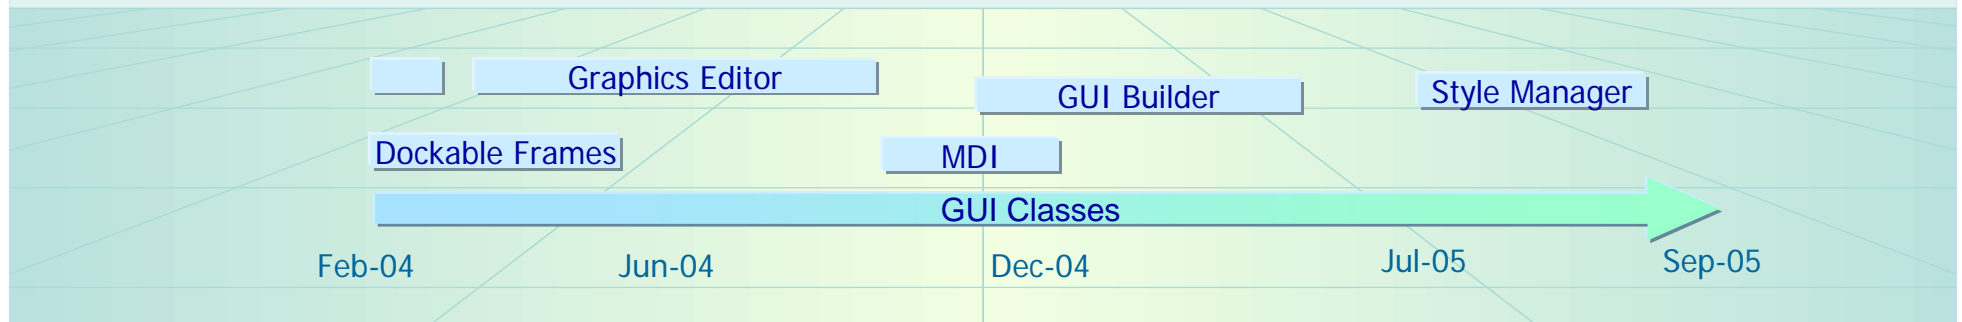 Graphics Editor
GUI Builder
Style Manager
Dockable Frames
MDI
GUI Classes
Feb-04
Jun-04
Dec-04
Jul-05
Sep-05